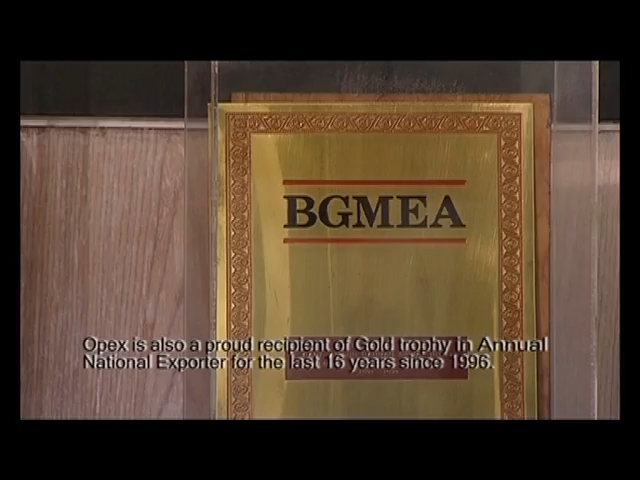 BGMEA
Opex is also a proud recipient of Gold trophy in Annual
National Exporter for the last 16 years since 1996.